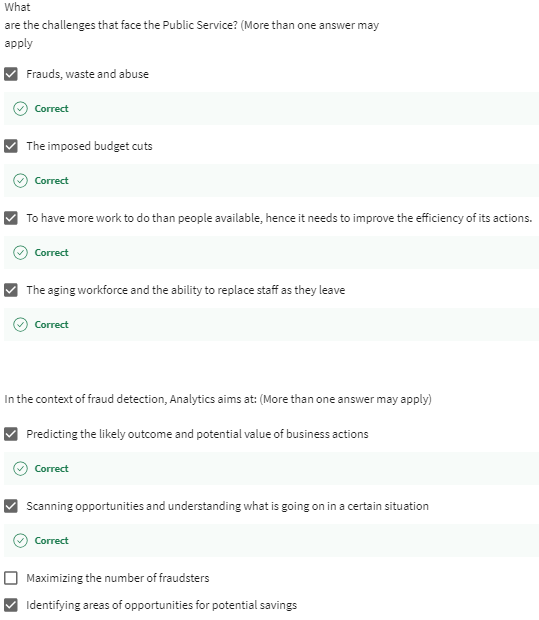 What
are the challenges that face the Public Service? (More than one answer may
apply
Frauds, waste and abuse
Correct
The imposed budget cuts
Correct
To have more work to do than people available, hence it needs to improve the efficiency of its actions.
Correct
The aging workforce and the ability to replace staff as they leave
Correct
In the context of fraud detection, Analytics aims at: (More than one answer may apply)
Predicting the likely outcome and potential value of business actions
Correct
Scanning opportunities and understanding what is going on in a certain situation
Correct
Maximizing the number of fraudsters
Identifying areas of opportunities for potential savings